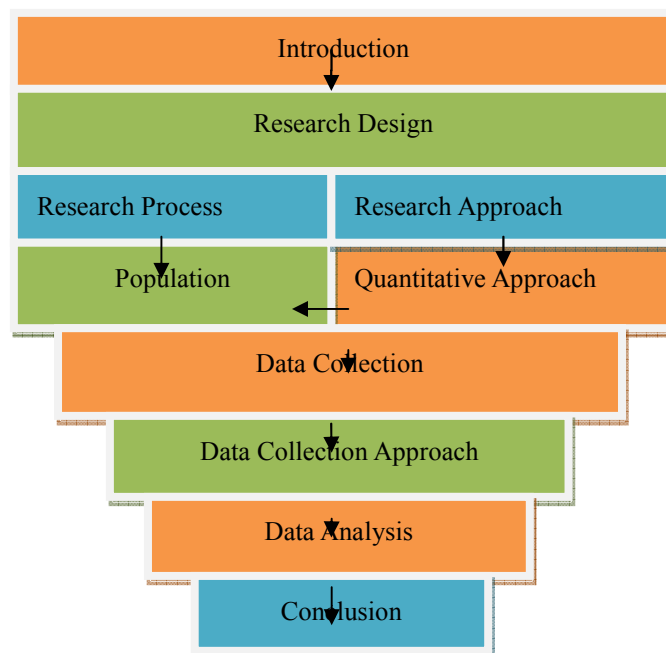 Introduction
Research Design
Research Process
Research Approach
Population
Quantitative Approach
Data Collection
Data Collection Approach
Data Analysis
Conclusion